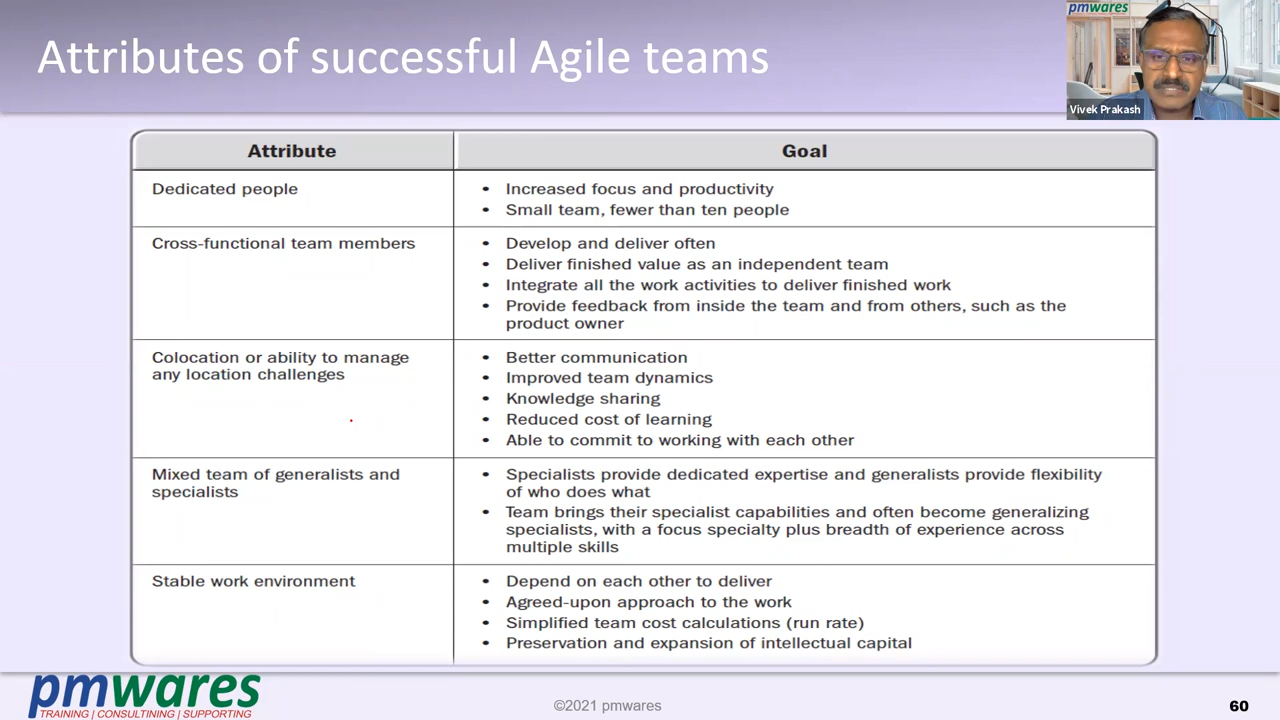 Attributes of successful Agile teams
pmwares
Vivek Prakash
Attribute
Goal
Dedicated people
• Increased focus and productivity
• Small team, fewer than ten people
Cross-functional team members
• Develop and deliver often
• Deliver finished value as an independent team
• Integrate all the work activities to deliver finished work
• Provide feedback from inside the team and from others, such as the
product owner
Colocation or ability to manage
any location challenges
• Better communication
• Improved team dynamics
• Knowledge sharing
• Reduced cost of learning
• Able to commit to working with each other
Mixed team of generalists and
specialists
• Specialists provide dedicated expertise and generalists provide flexibility
of who does what
• Team brings their specialist capabilities and often become generalizing
specialists, with a focus specialty plus breadth of experience across
multiple skills
Stable work environment
• Depend on each other to deliver
• Agreed-upon approach to the work
• Simplified team cost calculations (run rate)
• Preservation and expansion of intellectual capital
pmwares
TRAINING | CONSULTINING | SUPPORTING
©2021 pmwares
60